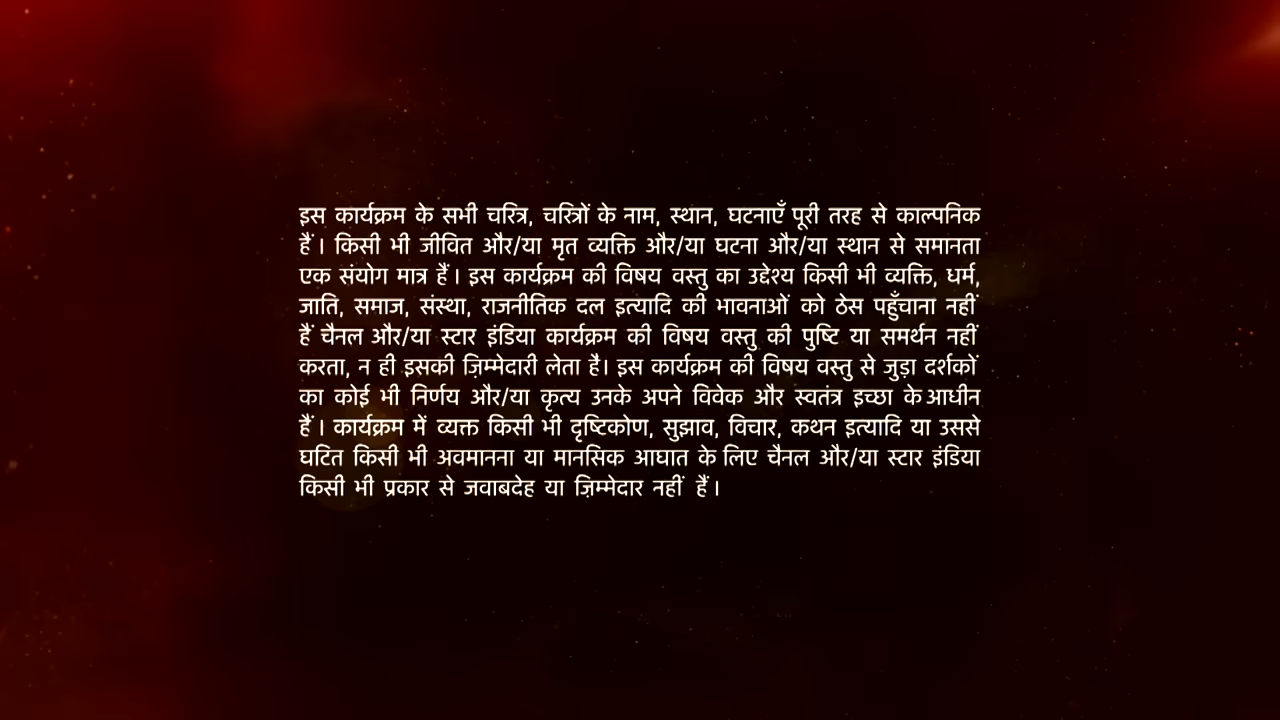 इस कार्यक्रम के सभी चरित्र, चरित्रों के नाम, स्थान, घटनाएँ पूरी तरह से काल्पनिक
हैं । किसी भी जीवित और/या मृत व्यक्ति और/या घटना और/या स्थान से समानता
एक संयोग मात्र हैं । इस कार्यक्रम की विषय वस्तु का उद्देश्य किसी भी व्यक्ति, धर्म,
जाति, समाज, संस्था, राजनीतिक दल इत्यादि की भावनाओं को ठेस पहुँचाना नहीं
हैं चैनल और/या स्टार इंडिया कार्यक्रम की विषय वस्तु की पुष्टि या समर्थन नहीं
करता, न ही इसकी ज़िम्मेदारी लेता है। इस कार्यक्रम की विषय वस्तु से जुड़ा दर्शकों
का कोई भी निर्णय और/या कृत्य उनके अपने विवेक और स्वतंत्र इच्छा के आधीन
हैं । कार्यक्रम में व्यक्त किसी भी दृष्टिकोण, सुझाव, विचार, कथन इत्यादि या उससे
घटित किसी भी अवमानना या मानसिक आघात के लिए चैनल और/या स्टार इंडिया
किसी भी प्रकार से जवाबदेह या ज़िम्मेदार नहीं हैं ।